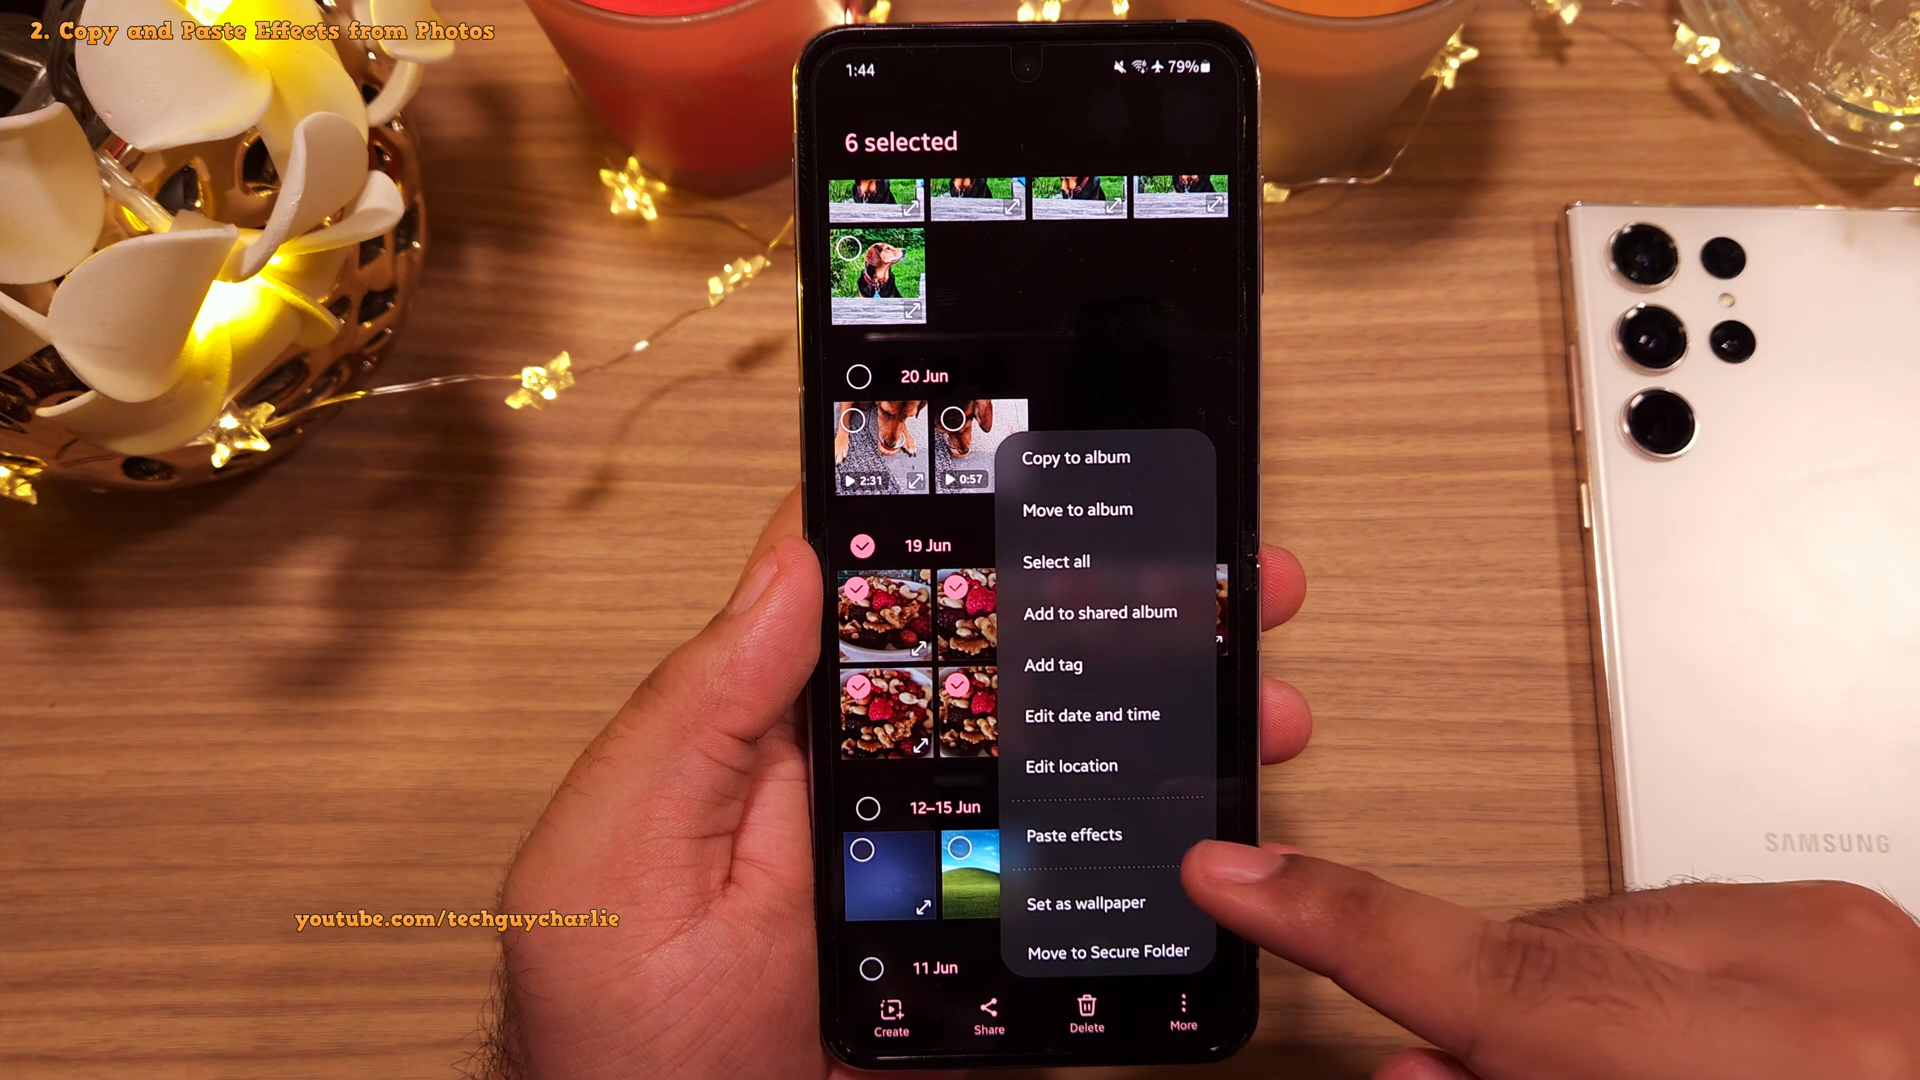 2. Copy and Paste Effects from Photos
1:44
79%
6 selected
20 Jun
2:31
0:57
19 Jun
12–15 Jun
11 Jun
Copy to album
Move to album
Select all
Add to shared album
Add tag
Edit date and time
Edit location
Paste effects
Set as wallpaper
Move to Secure Folder
Create
Share
Delete
More
SAMSUNG
youtube.com/techguycharlie